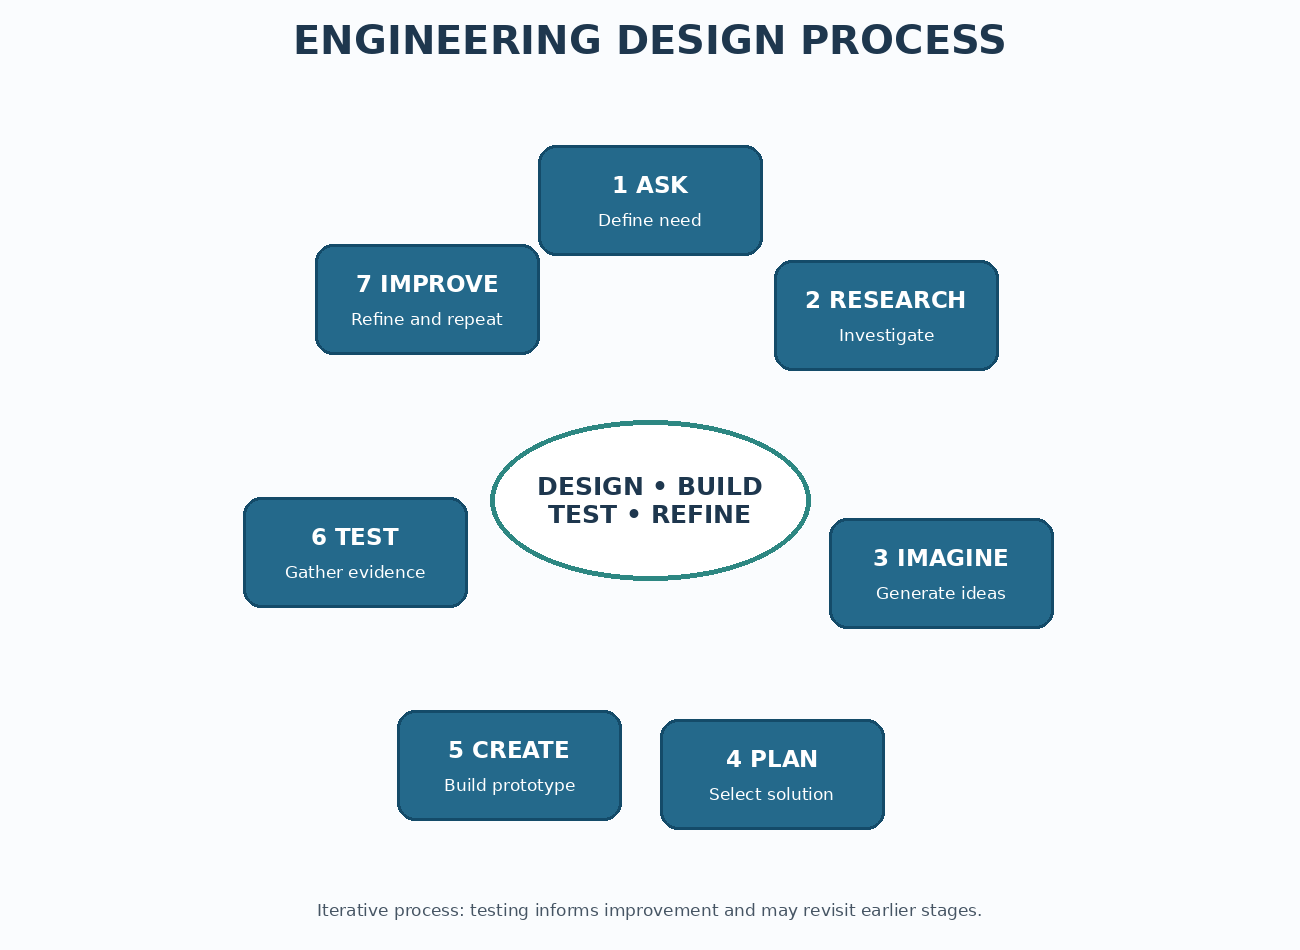 ENGINEERING DESIGN PROCESS
1 ASK
Define need
2 RESEARCH
Investigate
3 IMAGINE
Generate ideas
4 PLAN
Select solution
5 CREATE
Build prototype
6 TEST
Gather evidence
7 IMPROVE
Refine and repeat
DESIGN • BUILD
TEST • REFINE
Iterative process: testing informs improvement and may revisit earlier stages.